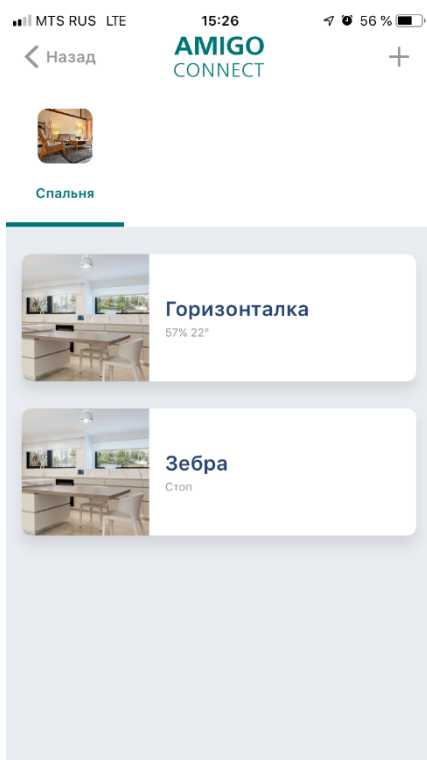 MTS RUS LTE 15:26 56 %
Назад
AMIGO
CONNECT
Спальня
Горизонталка
57% 22°
Зебра
Стоп